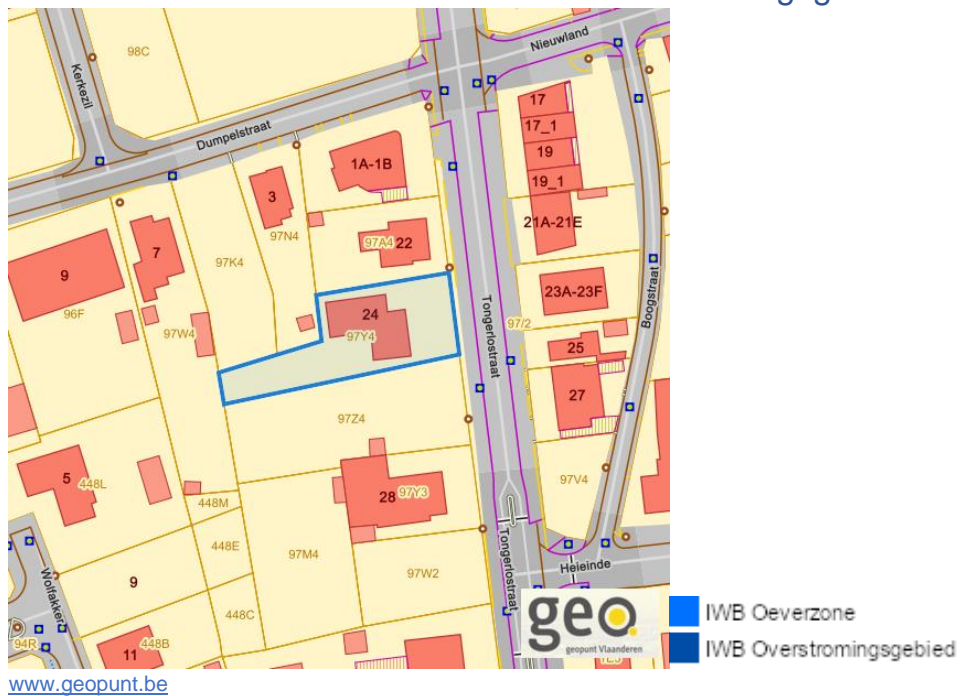 98C
Kerkezil
Dumpelstraat
Nieuwland
17
17_1
19
19_1
1A-1B
3
97N4
21A-21E
97A4 22
7
97K4
9
96F
23A-23F
24
97Y4
97W4
97/2
Tongerlostraat
Boogstraat
25
27
97Z4
5
448L
28 97Y3
97V4
448M
448E
97M4
Tongerlostraat
Heieinde
97W2
9
Wolfakker
448C
94R
448B
11
geo.
geopunt Vlaanderen
IWB Oeverzone
IWB Overstromingsgebied
www.geopunt.be